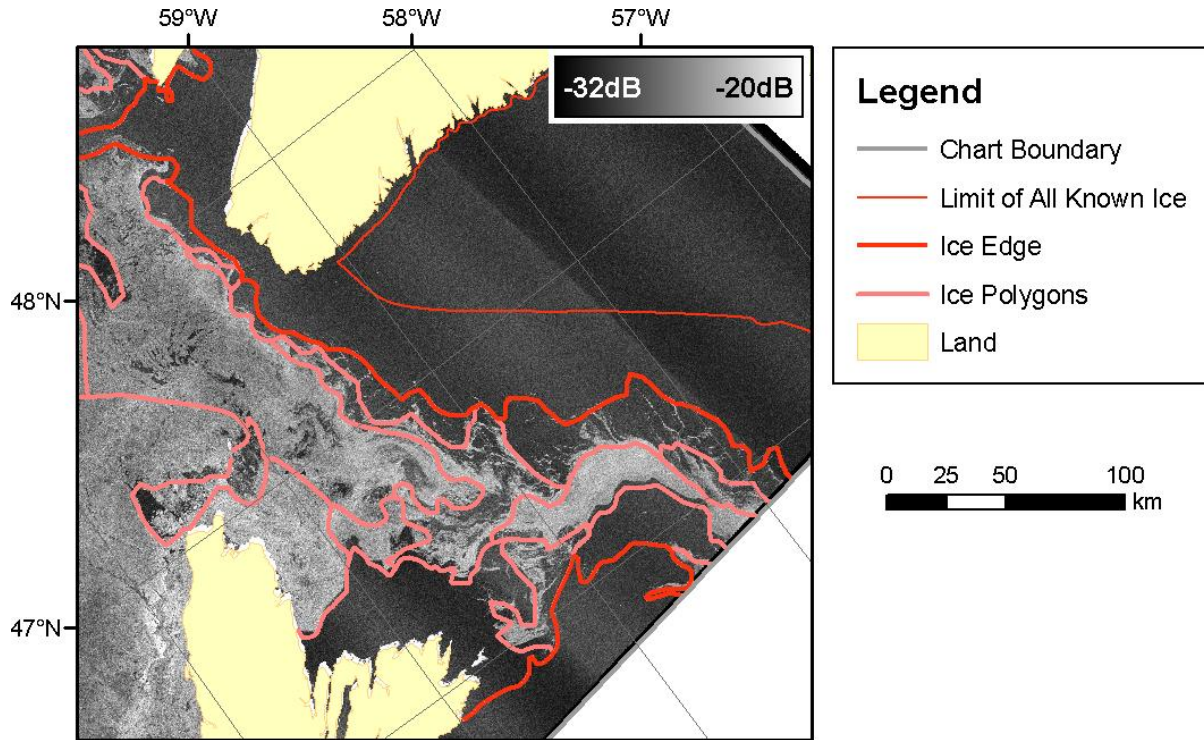 59°W
58°W
57°W
-32dB
-20dB
48°N
47°N
Legend
Chart Boundary
Limit of All Known Ice
Ice Edge
Ice Polygons
Land
0
25
50
100
km